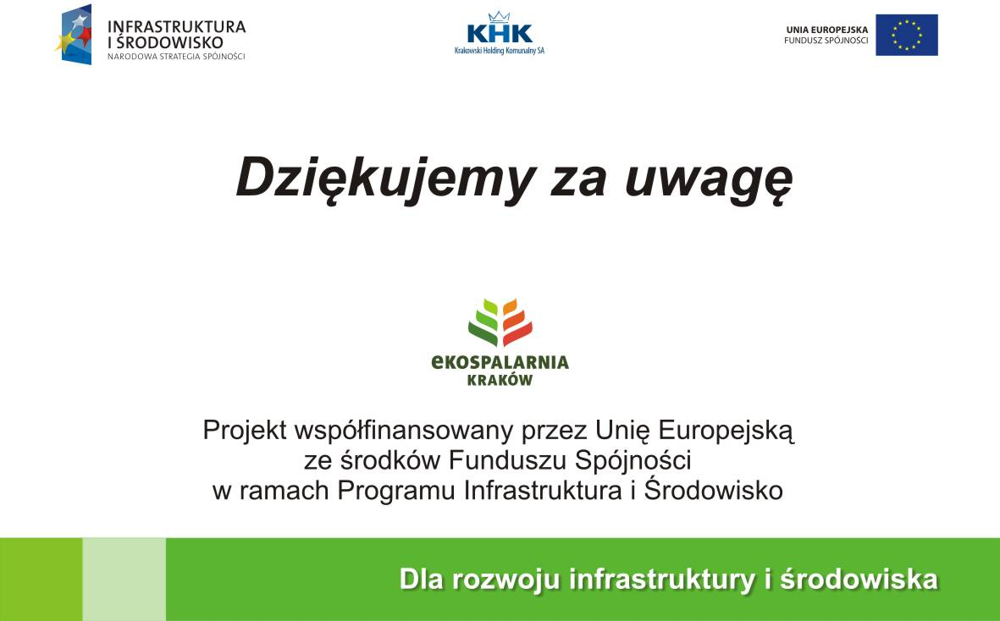 INFRASTRUKTURA
I ŚRODOWISKO
NARODOWA STRATEGIA SPÓJNOŚCI
KHK
Krakowski Holding Komunalny SA
UNIA EUROPEJSKA
FUNDUSZ SPÓJNOŚCI
Dziękujemy za uwagę
eKOSPALARNIA
KRAKÓW
Projekt współfinansowany przez Unię Europejską
ze środków Funduszu Spójności
w ramach Programu Infrastruktura i Środowisko
Dla rozwoju infrastruktury i środowiska